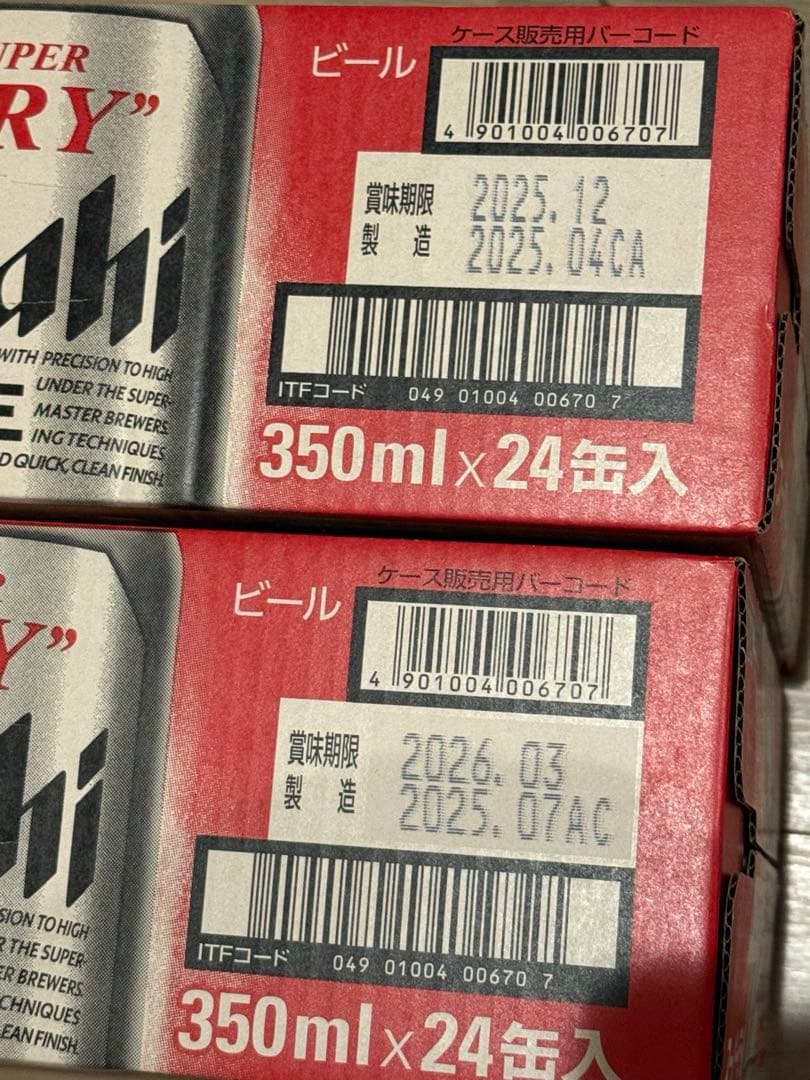 UPER
RY”
ahi
WITH PRECISION TO HIGH
UNDER THE SUPER-
MASTER BREWERS.
ING TECHNIQUES
D QUICK, CLEAN FINISH.
E
ビール
ケース販売用バーコード
4 901004 006707
賞味期限 2025.12
製造 2025.04CA
ITFコード 049 01004 00670 7
350ml×24缶入
Y”
hi
SION TO HIGH
R THE SUPER-
ER BREWERS.
CHNIQUES
EAN FINISH.
ビール
ケース販売用バーコード
4 901004 006707
賞味期限 2026.03
製造 2025.07AC
ITFコード 049 01004 00670 7
350ml×24缶入